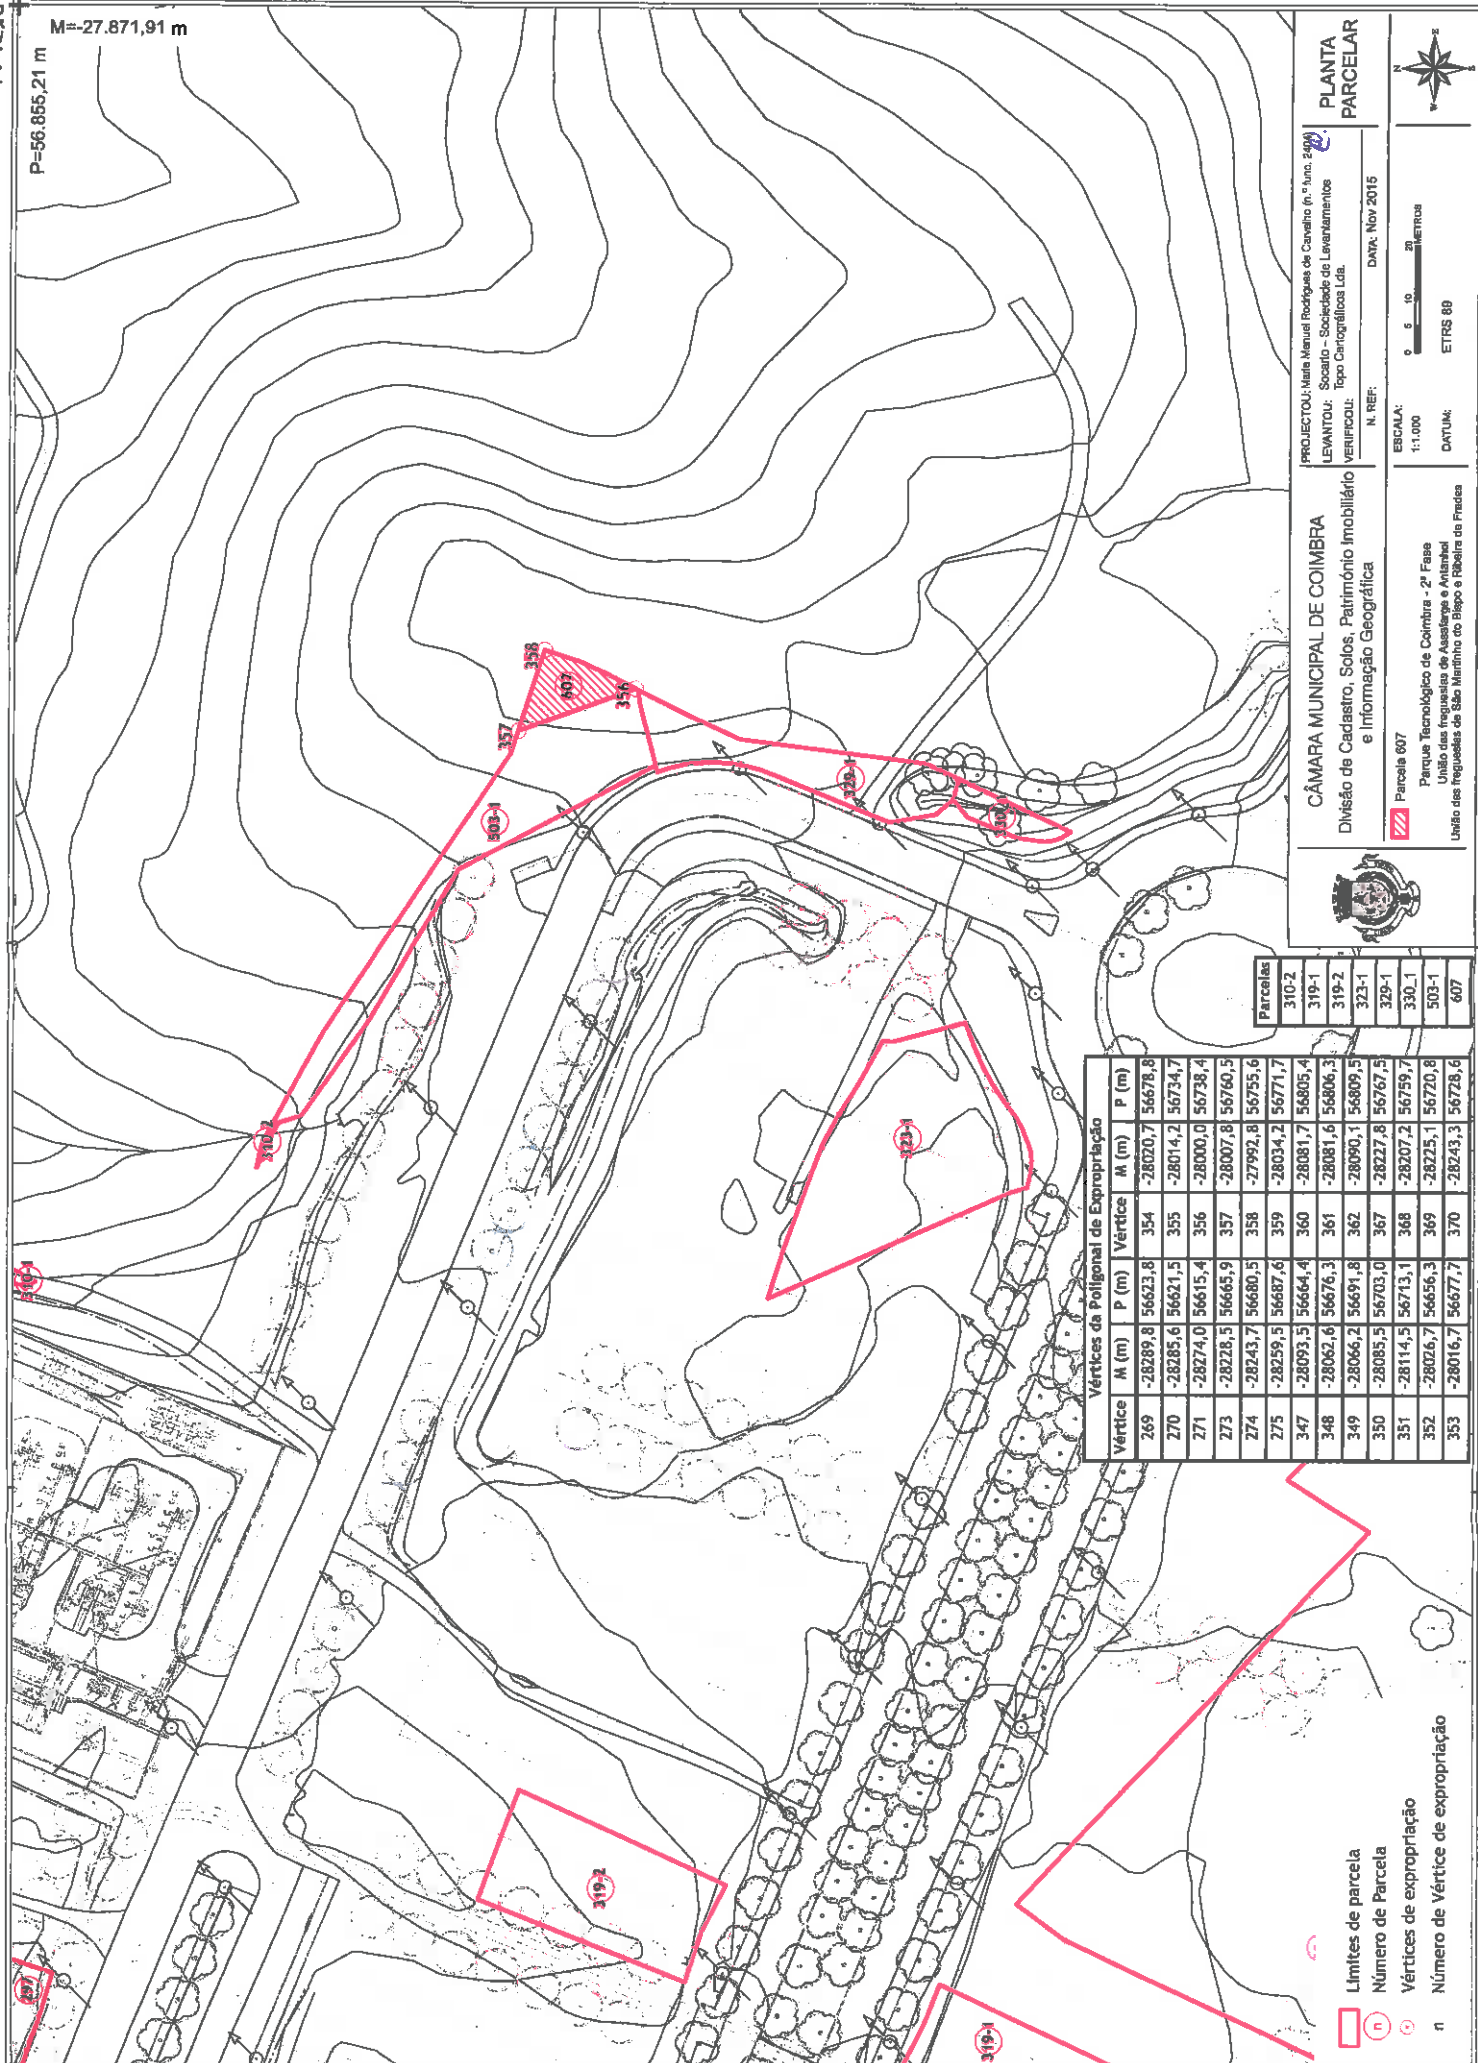 M=-27.871,91 m
P=56.855,21 m
310-1
310-2
503-1
357
358
607
356
329-1
323-1
319-2
319-1
297
Vértices da Poligonal de Expropriação
Vértice M (m) P (m) Vértice M (m) P (m)
269 -28289,8 56623,8 354 -28020,7 56678,8
270 -28285,6 56621,5 355 -28014,2 56734,7
271 -28274,0 56615,4 356 -28000,0 56738,4
273 -28228,5 56665,9 357 -28007,8 56760,5
274 -28243,7 56680,5 358 -27992,8 56755,6
275 -28259,5 56687,6 359 -28034,2 56771,7
347 -28093,5 56664,4 360 -28081,7 56805,4
348 -28062,6 56676,3 361 -28081,6 56806,3
349 -28066,2 56691,8 362 -28090,1 56809,5
350 -28085,5 56703,0 367 -28227,8 56767,5
351 -28114,5 56713,1 368 -28207,2 56759,7
352 -28026,7 56656,3 369 -28225,1 56720,8
353 -28016,7 56677,7 370 -28243,3 56728,6
Parcelas
310-2
319-1
319-2
323-1
329-1
330_1
503-1
607
Limites de parcela
n Número de Parcela
Vértices de expropriação
n Número de Vértice de expropriação
CÂMARA MUNICIPAL DE COIMBRA
Divisão de Cadastro, Solos, Património Imobiliário
e Informação Geográfica
Parcela 607
Parque Tecnológico de Coimbra - 2ª Fase
União das freguesias de Assafarge e Antanhol
União das freguesias de São Martinho do Bispo e Ribeira de Frades
PROJECTOU: Maria Manuel Rodrigues de Carvalho (n.º func. 2404)
LEVANTOU: Socarto - Sociedade de Levantamentos
Topo Cartográficos Lda.
VERIFICOU:
N. REF:
DATA: Nov 2015
PLANTA
PARCELAR
ESCALA:
1:1.000
0 5 10 20
METROS
DATUM:
ETRS 89
N
E
S
W